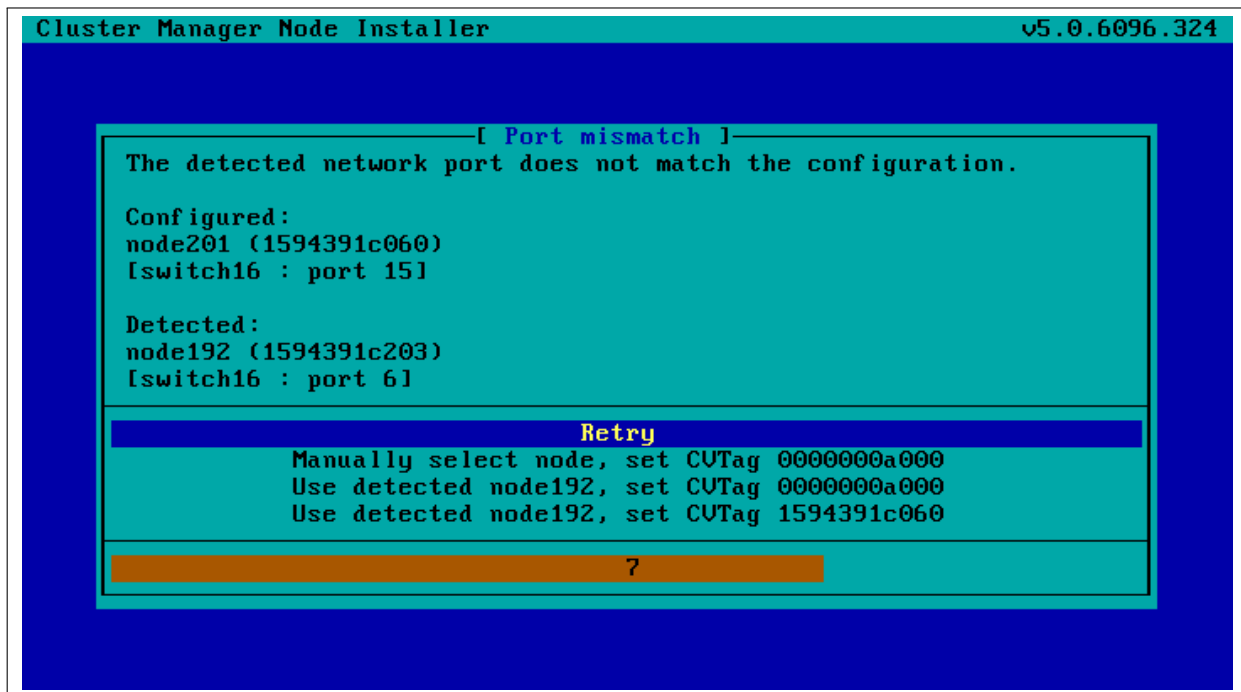 Cluster Manager Node Installer v5.0.6096.324
[ Port mismatch ]
The detected network port does not match the configuration.
Configured:
node201 (1594391c060)
[switch16 : port 15]
Detected:
node192 (1594391c203)
[switch16 : port 6]
Retry
Manually select node, set CVTag 0000000a000
Use detected node192, set CVTag 0000000a000
Use detected node192, set CVTag 1594391c060
7